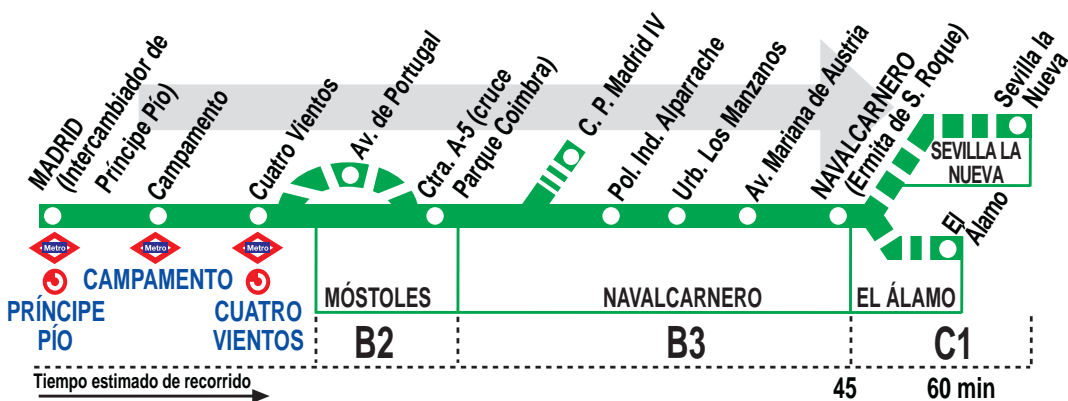 MADRID
(Intercambiador de
Príncipe Pío)
Campamento
Cuatro Vientos
Av. de Portugal
Ctra. A-5 (cruce
Parque Coimbra)
C. P. Madrid IV
Pol. Ind. Alparrache
Urb. Los Manzanos
Av. Mariana de Austria
NAVALCARNERO
(Ermita de S. Roque)
Sevilla la
Nueva
El
Álamo
SEVILLA LA
NUEVA
Metro
Metro
Metro
PRÍNCIPE
PÍO
CAMPAMENTO
CUATRO
VIENTOS
MÓSTOLES
NAVALCARNERO
EL ÁLAMO
B2
B3
C1
Tiempo estimado de recorrido
45
60 min